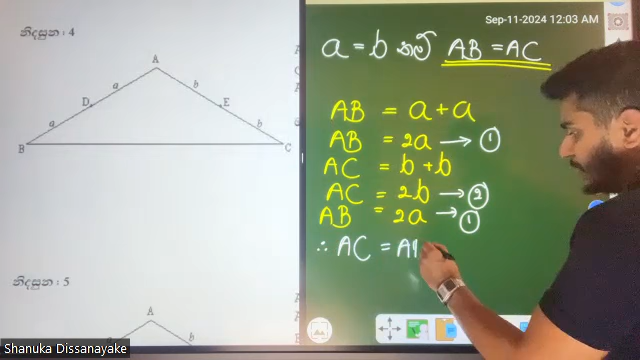 නිදසුන : 4
A
a
b
D
E
a
b
B
C
නිදසුන : 5
A
b
Sep-11-2024 12:03 AM
a = b නම් AB = AC
AB = a + a
AB = 2a → ①
AC = b + b
AC = 2b → ②
AB = 2a → ①
∴ AC = A
Shanuka Dissanayake